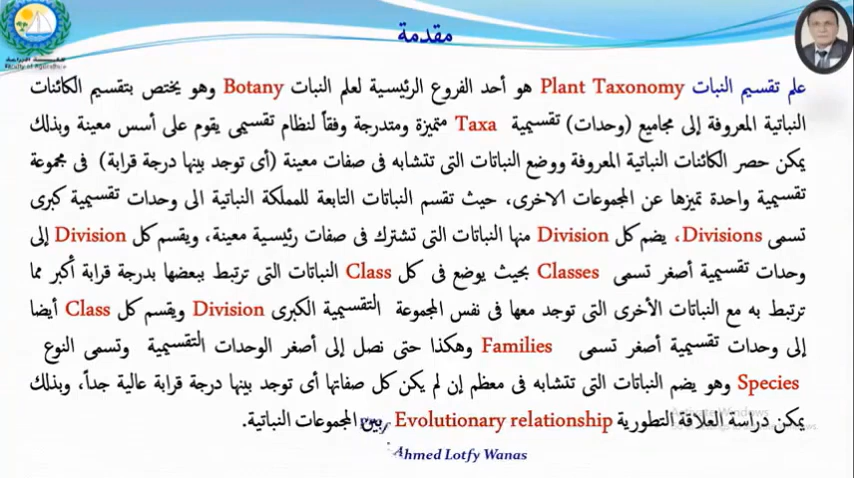 مقدمة
علم تقسيم النبات Plant Taxonomy هو أحد الفروع الرئيسية لعلم النبات Botany وهو يختص بتقسيم الكائنات
النباتية المعروفة إلى مجاميع (وحدات) تقسيمية Taxa متميزة ومتدرجة وفقاً لنظام تقسيمى يقوم على أسس معينة وبذلك
يمكن حصر الكائنات النباتية المعروفة ووضع النباتات التى تتشابه فى صفات معينة (أى توجد بينها درجة قرابة) فى مجموعة
تقسيمية واحدة تميزها عن المجموعات الاخرى، حيث تقسم النباتات التابعة للمملكة النباتية الى وحدات تقسيمية كبرى
تسمى Divisions، يضم كل Division منها النباتات التى تشترك فى صفات رئيسية معينة، ويقسم كل Division إلى
وحدات تقسيمية أصغر تسمى Classes بحيث يوضع فى كل Class النباتات التى ترتبط ببعضها بدرجة قرابة أكبر مما
ترتبط به مع النباتات الأخرى التى توجد معها فى نفس المجموعة التقسيمية الكبرى Division ويقسم كل Class أيضا
إلى وحدات تقسيمية أصغر تسمى Families وهكذا حتى نصل إلى أصغر الوحدات التقسيمية وتسمى النوع
Species وهو يضم النباتات التى تتشابه فى معظم إن لم يكن كل صفاتها أى توجد بينها درجة قرابة عالية جداً، وبذلك
يمكن دراسة العلاقة التطورية Evolutionary relationship بين المجموعات النباتية.
Activate Windows
Ahmed Lotfy Wanas